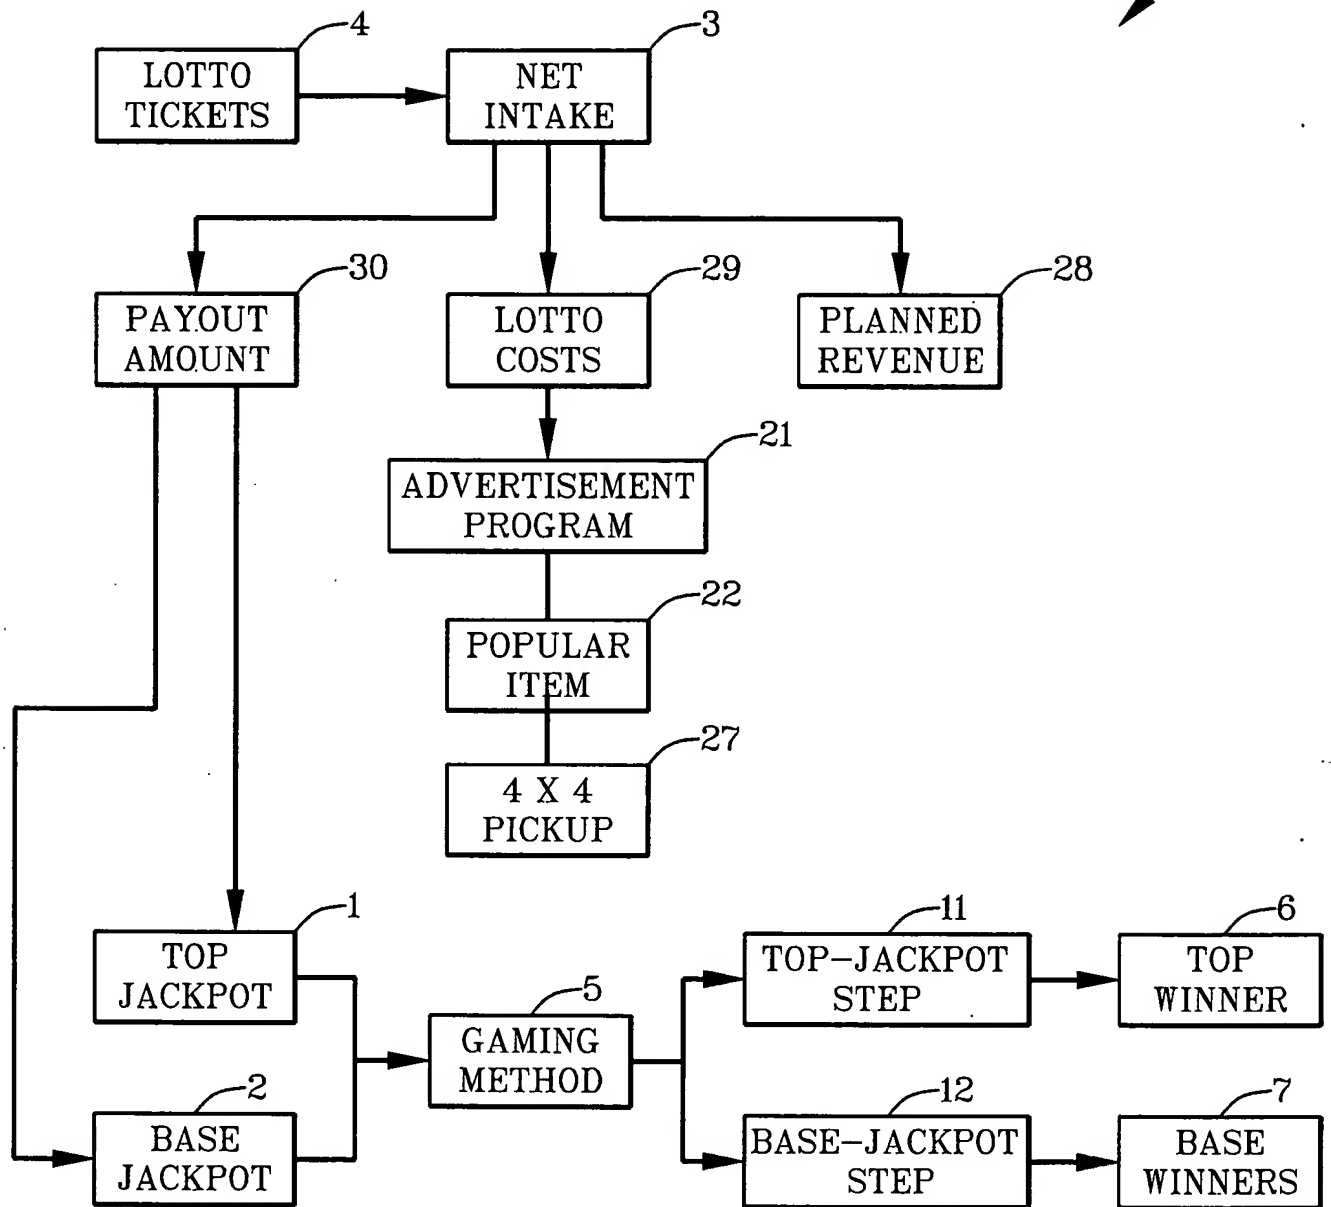 4
LOTTO
TICKETS
3
NET
INTAKE
30
PAYOUT
AMOUNT
29
LOTTO
COSTS
28
PLANNED
REVENUE
21
ADVERTISEMENT
PROGRAM
22
POPULAR
ITEM
27
4 X 4
PICKUP
1
TOP
JACKPOT
2
BASE
JACKPOT
5
GAMING
METHOD
11
TOP-JACKPOT
STEP
6
TOP
WINNER
12
BASE-JACKPOT
STEP
7
BASE
WINNERS